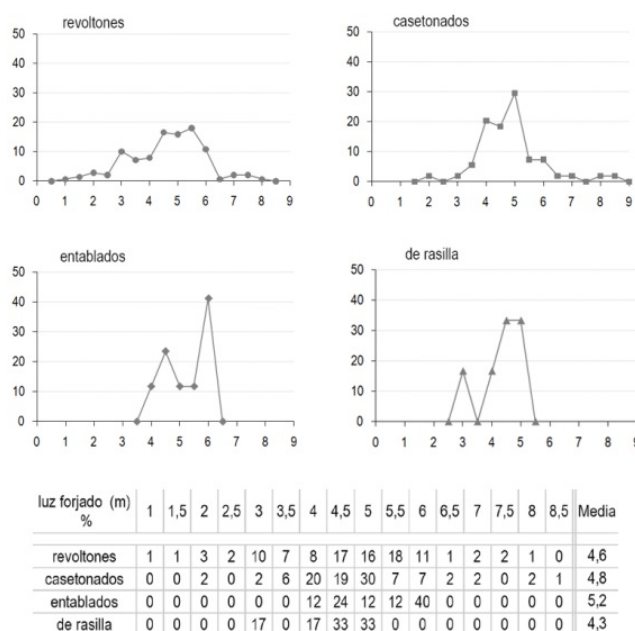 revoltones
50
40
30
20
10
0
0 1 2 3 4 5 6 7 8 9
casetonados
50
40
30
20
10
0
0 1 2 3 4 5 6 7 8 9
entablados
50
40
30
20
10
0
0 1 2 3 4 5 6 7 8 9
de rasilla
50
40
30
20
10
0
0 1 2 3 4 5 6 7 8 9
luz forjado (m) % 1 1,5 2 2,5 3 3,5 4 4,5 5 5,5 6 6,5 7 7,5 8 8,5 Media
revoltones 1 1 3 2 10 7 8 17 16 18 11 1 2 2 1 0 4,6
casetonados 0 0 2 0 2 6 20 19 30 7 7 2 2 0 2 1 4,8
entablados 0 0 0 0 0 0 12 24 12 12 40 0 0 0 0 0 5,2
de rasilla 0 0 0 0 17 0 17 33 33 0 0 0 0 0 0 0 4,3